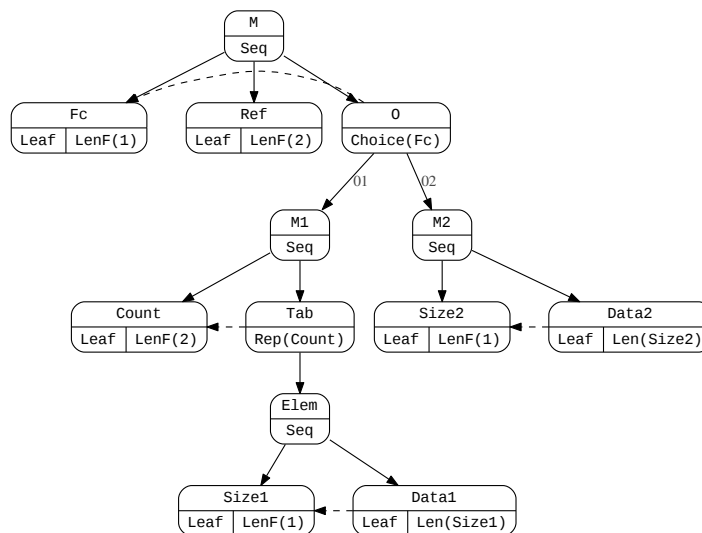 M
Seq
Fc
Leaf LenF(1)
Ref
Leaf LenF(2)
O
Choice(Fc)
01
02
M1
Seq
M2
Seq
Count
Leaf LenF(2)
Tab
Rep(Count)
Size2
Leaf LenF(1)
Data2
Leaf Len(Size2)
Elem
Seq
Size1
Leaf LenF(1)
Data1
Leaf Len(Size1)